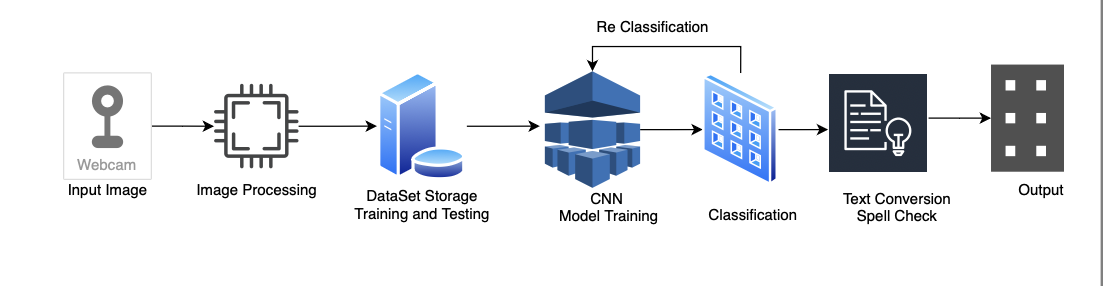 Re Classification
Webcam
Input Image
Image Processing
DataSet Storage
Training and Testing
CNN
Model Training
Classification
Text Conversion
Spell Check
Output